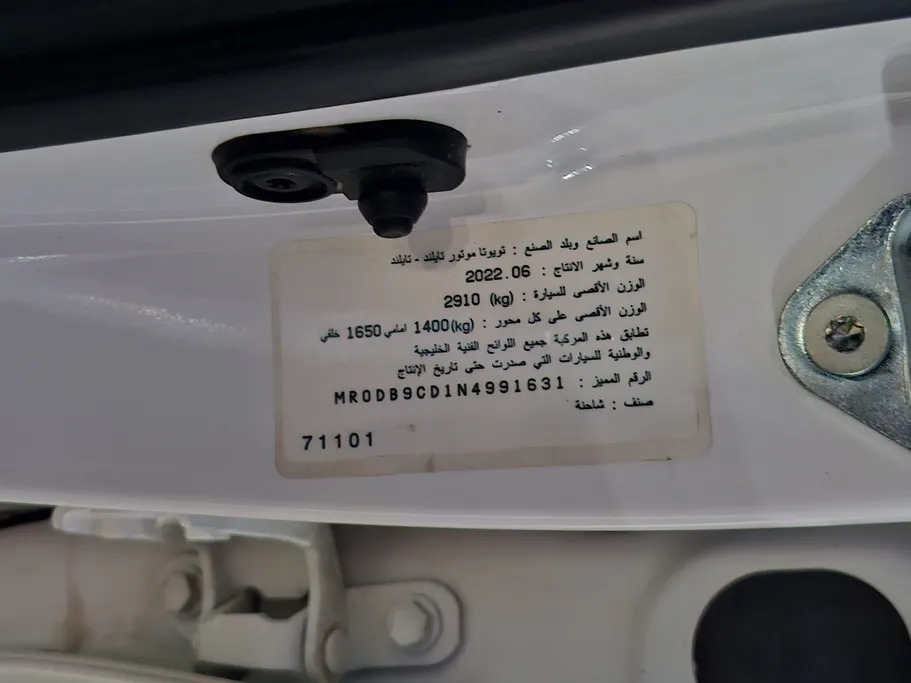 اسم الصانع وبلد الصنع : تويوتا موتور تايلند - تايلند
سنة وشهر الانتاج : 2022.06
الوزن الأقصى للسيارة : (kg) 2910
الوزن الأقصى على كل محور : (kg)1400 امامي 1650 خلفي
تطابق هذه المركبة جميع اللوائح الفنية الخليجية
والوطنية للسيارات التي صدرت حتى تاريخ الإنتاج
الرقم المميز : MR0DB9CD1N4991631
صنف : شاحنة
71101